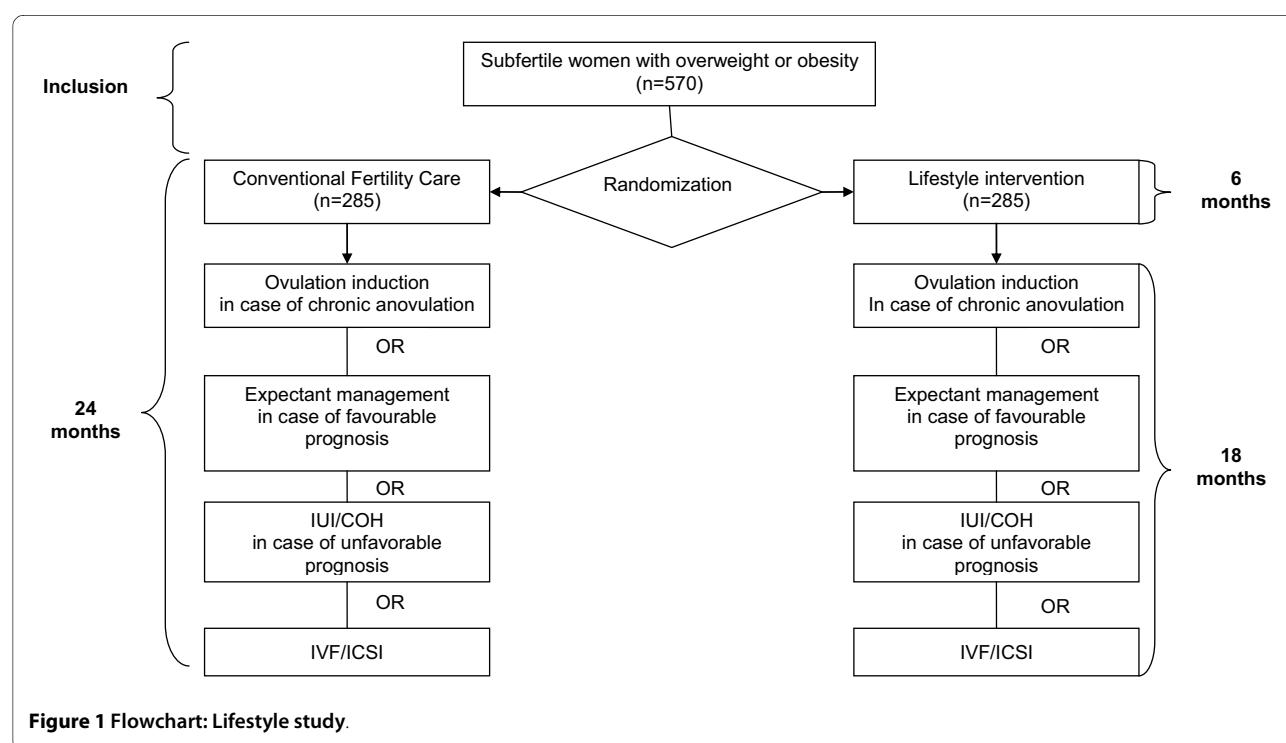 Inclusion
Subfertile women with overweight or obesity
(n=570)
Randomization
Conventional Fertility Care
(n=285)
Ovulation induction
in case of chronic anovulation
OR
Expectant management
in case of favourable
prognosis
OR
IUI/COH
in case of unfavorable
prognosis
OR
IVF/ICSI
24
months
Lifestyle intervention
(n=285)
6
months
Ovulation induction
In case of chronic anovulation
OR
Expectant management
in case of favourable
prognosis
OR
IUI/COH
in case of unfavorable
prognosis
OR
IVF/ICSI
18
months
Figure 1 Flowchart: Lifestyle study.